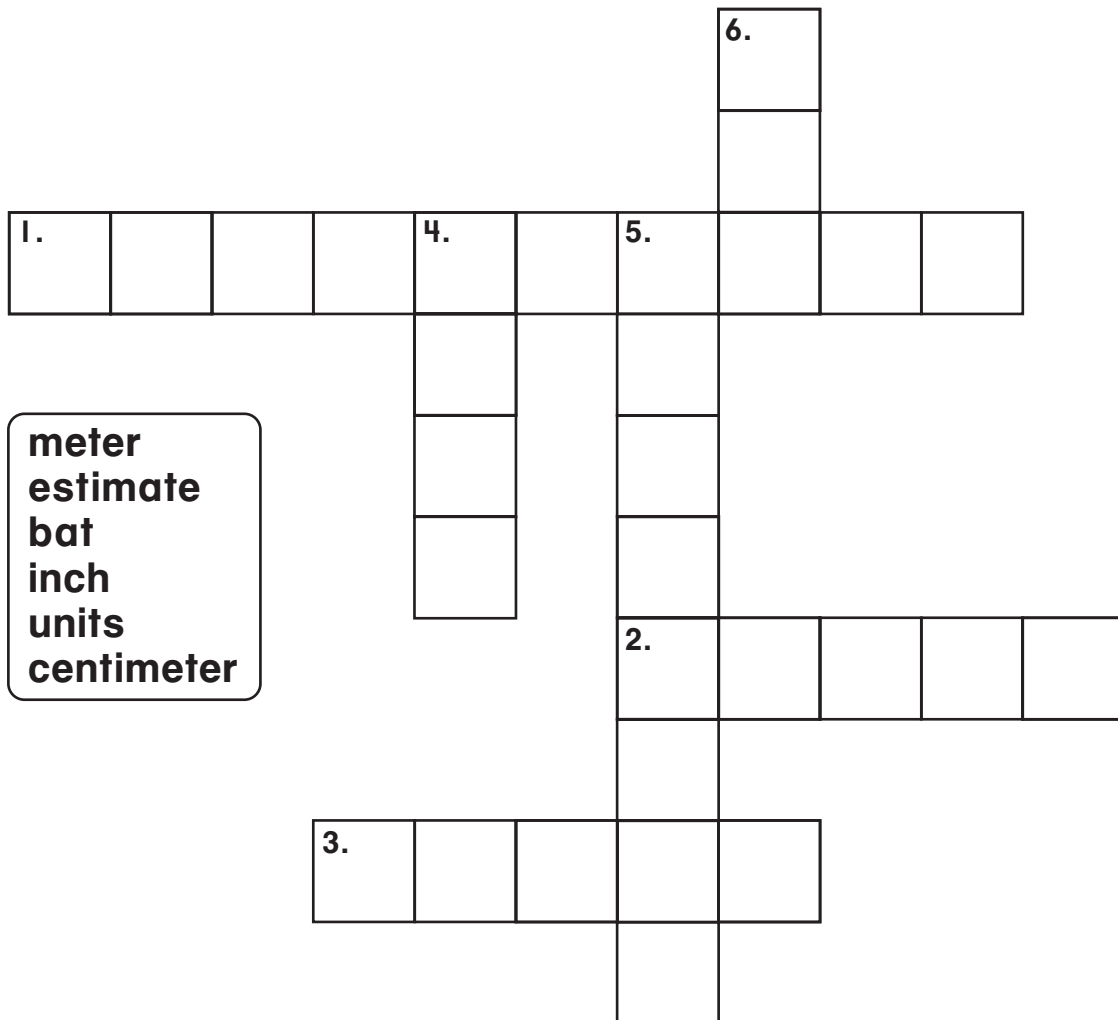 6.
1.
4.
5.
meter
estimate
bat
inch
units
centimeter
2.
3.